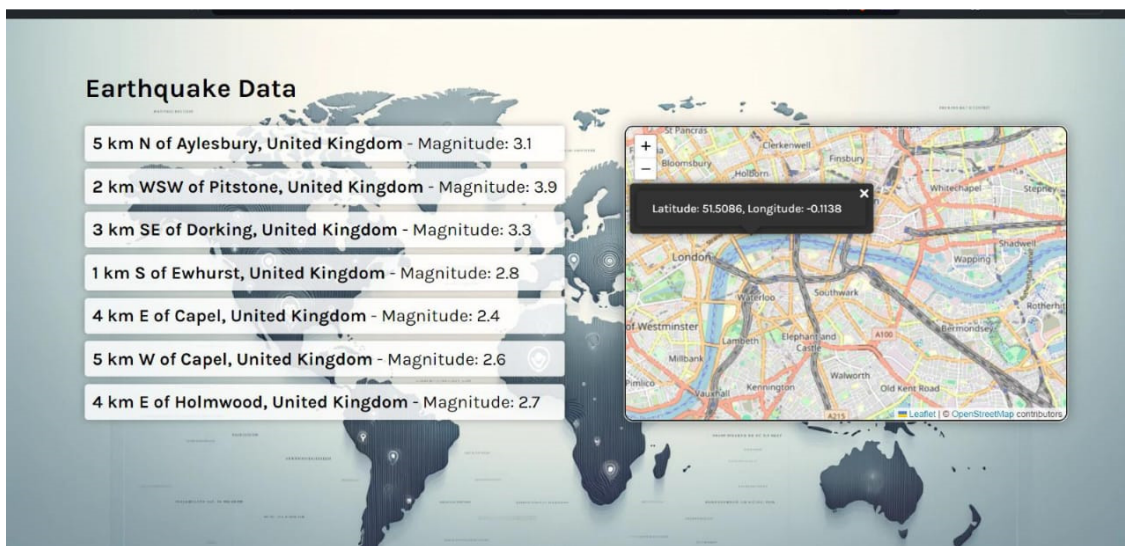 Earthquake Data
5 km N of Aylesbury, United Kingdom - Magnitude: 3.1
2 km WSW of Pitstone, United Kingdom - Magnitude: 3.9
3 km SE of Dorking, United Kingdom - Magnitude: 3.3
1 km S of Ewhurst, United Kingdom - Magnitude: 2.8
4 km E of Capel, United Kingdom - Magnitude: 2.4
5 km W of Capel, United Kingdom - Magnitude: 2.6
4 km E of Holmwood, United Kingdom - Magnitude: 2.7
+
−
St Pancras
Clerkenwell
Finsbury
Bloomsbury
Holborn
Whitechapel
Stepney
×
Latitude: 51.5086, Longitude: -0.1138
London
Shadwell
Wapping
Waterloo
Southwark
Rotherhit
of Westminster
Lambeth
Elephant and
Castle
A100
Bermondsey
Millbank
Walworth
Pimlico
Kennington
Old Kent Road
Vauxhall
A215
Leaflet | © OpenStreetMap contributors